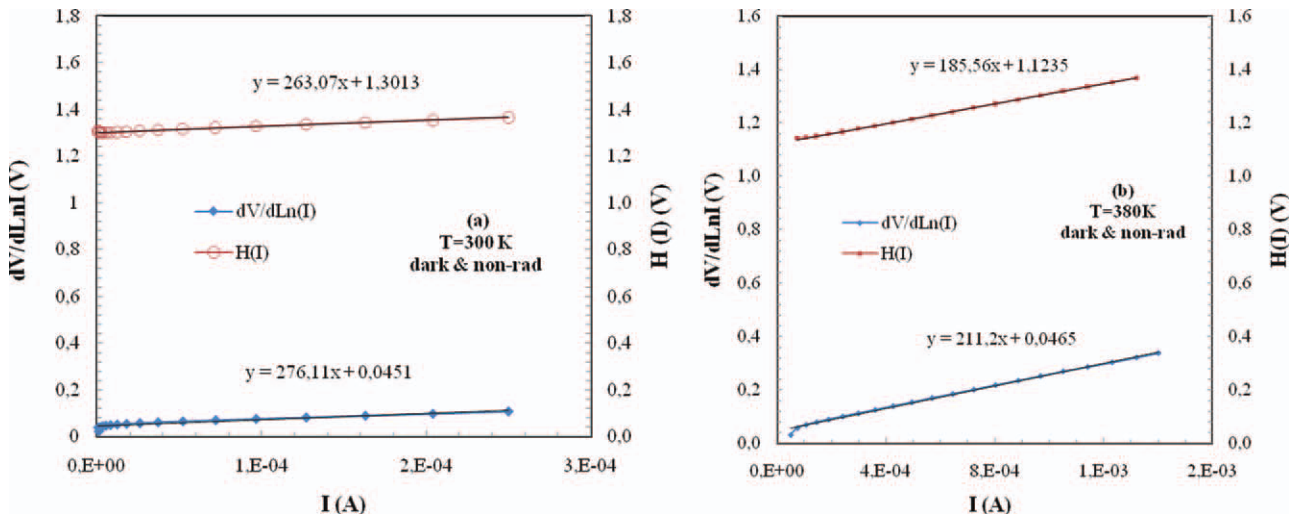 1.8
1.6
1.4
1.2
1
0.8
0.6
0.4
0.2
0
dV/dLnI (V)
y = 263,07x + 1,3013
dV/dLn(I)
H(I)
(a)
T=300 K
dark & non-rad
y = 276,11x + 0,0451
1.8
1.6
1.4
1.2
1,0
0.8
0.6
0.4
0.2
0,0
H (I) (V)
0,E+00
1,E-04
2,E-04
3,E-04
I (A)
1.6
1.4
1.2
1.0
0.8
0.6
0.4
0.2
0,0
dV/dLnI (V)
y = 185,56x + 1,1235
(b)
T=380K
dark & non-rad
dV/dLn(I)
H(I)
y = 211,2x + 0,0465
1,6
1,4
1,2
1,0
0,8
0,6
0,4
0,2
0,0
H(I) (V)
0,E+00
4,E-04
8,E-04
1,E-03
2,E-03
I (A)